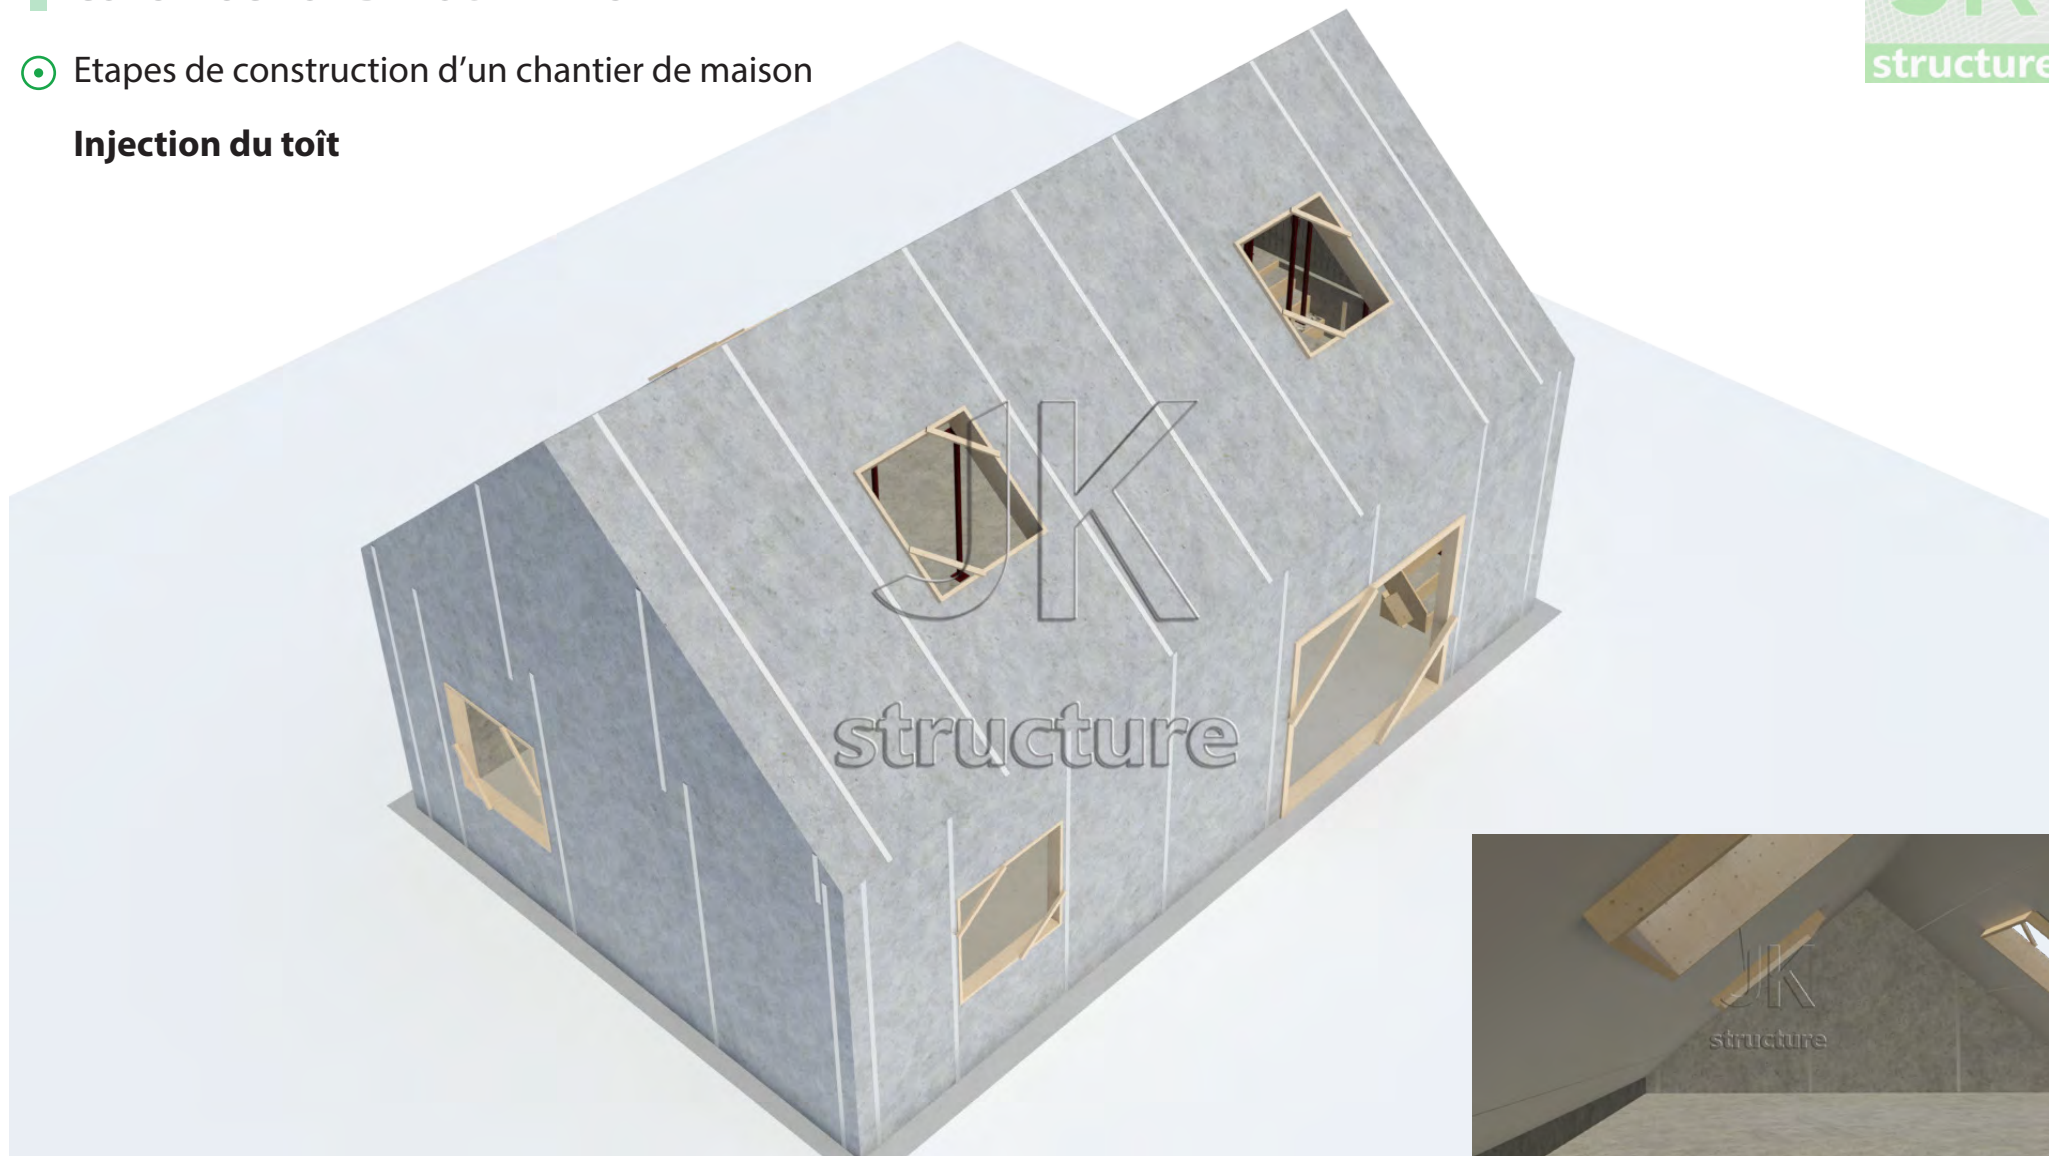 structure
Etapes de construction d’un chantier de maison
Injection du toît
JK
structure
JK
structure